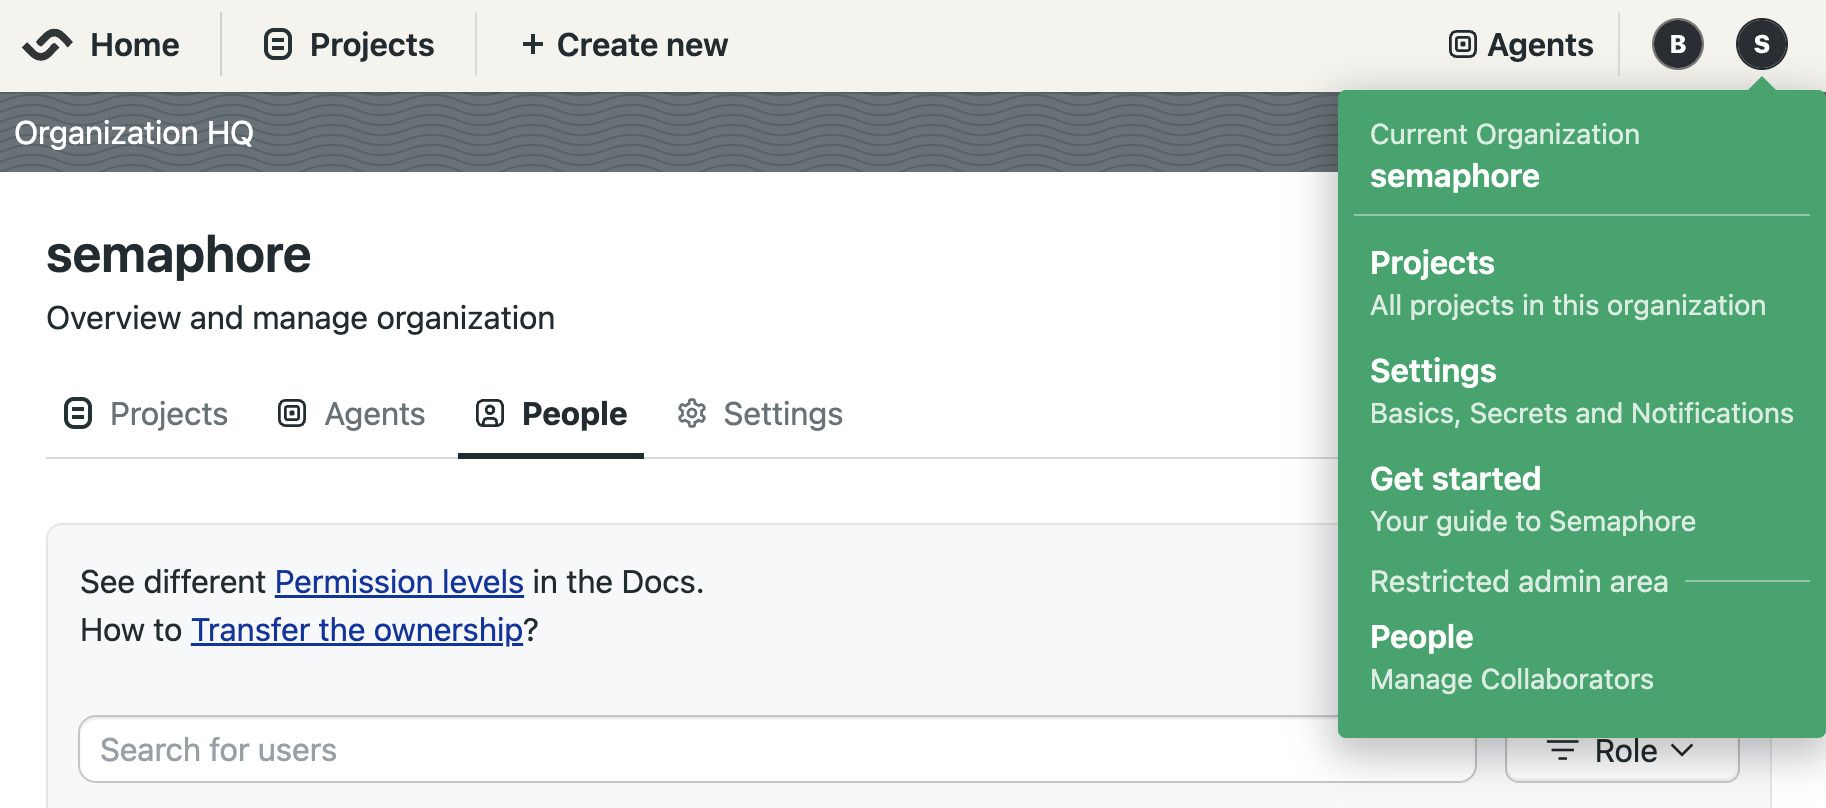 Home
Projects
+ Create new
Agents
B
S
Organization HQ
semaphore
Overview and manage organization
Projects
Agents
People
Settings
See different Permission levels in the Docs.
How to Transfer the ownership?
Search for users
Role
Current Organization
semaphore
Projects
All projects in this organization
Settings
Basics, Secrets and Notifications
Get started
Your guide to Semaphore
Restricted admin area
People
Manage Collaborators